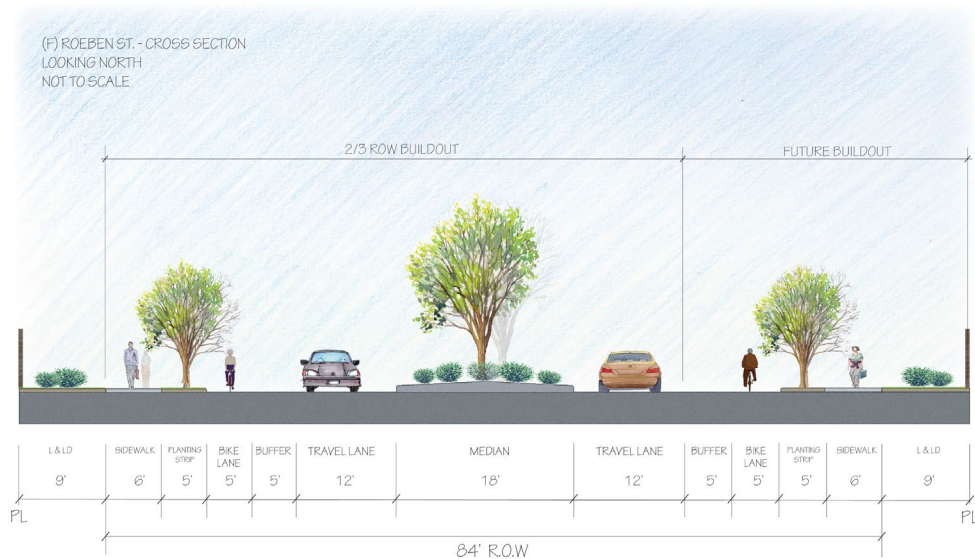 (F) ROEBEN ST. - CROSS SECTION
LOOKING NORTH
NOT TO SCALE
2/3 ROW BUILDOUT
FUTURE BUILDOUT
L & LD
SIDEWALK
PLANTING
STRIP
BIKE
LANE
BUFFER
TRAVEL LANE
MEDIAN
TRAVEL LANE
BUFFER
BIKE
LANE
PLANTING
STRIP
SIDEWALK
L & LD
9' 6' 5' 5' 5' 12' 18' 12' 5' 5' 5' 6' 9'
PL
PL
84' R.O.W